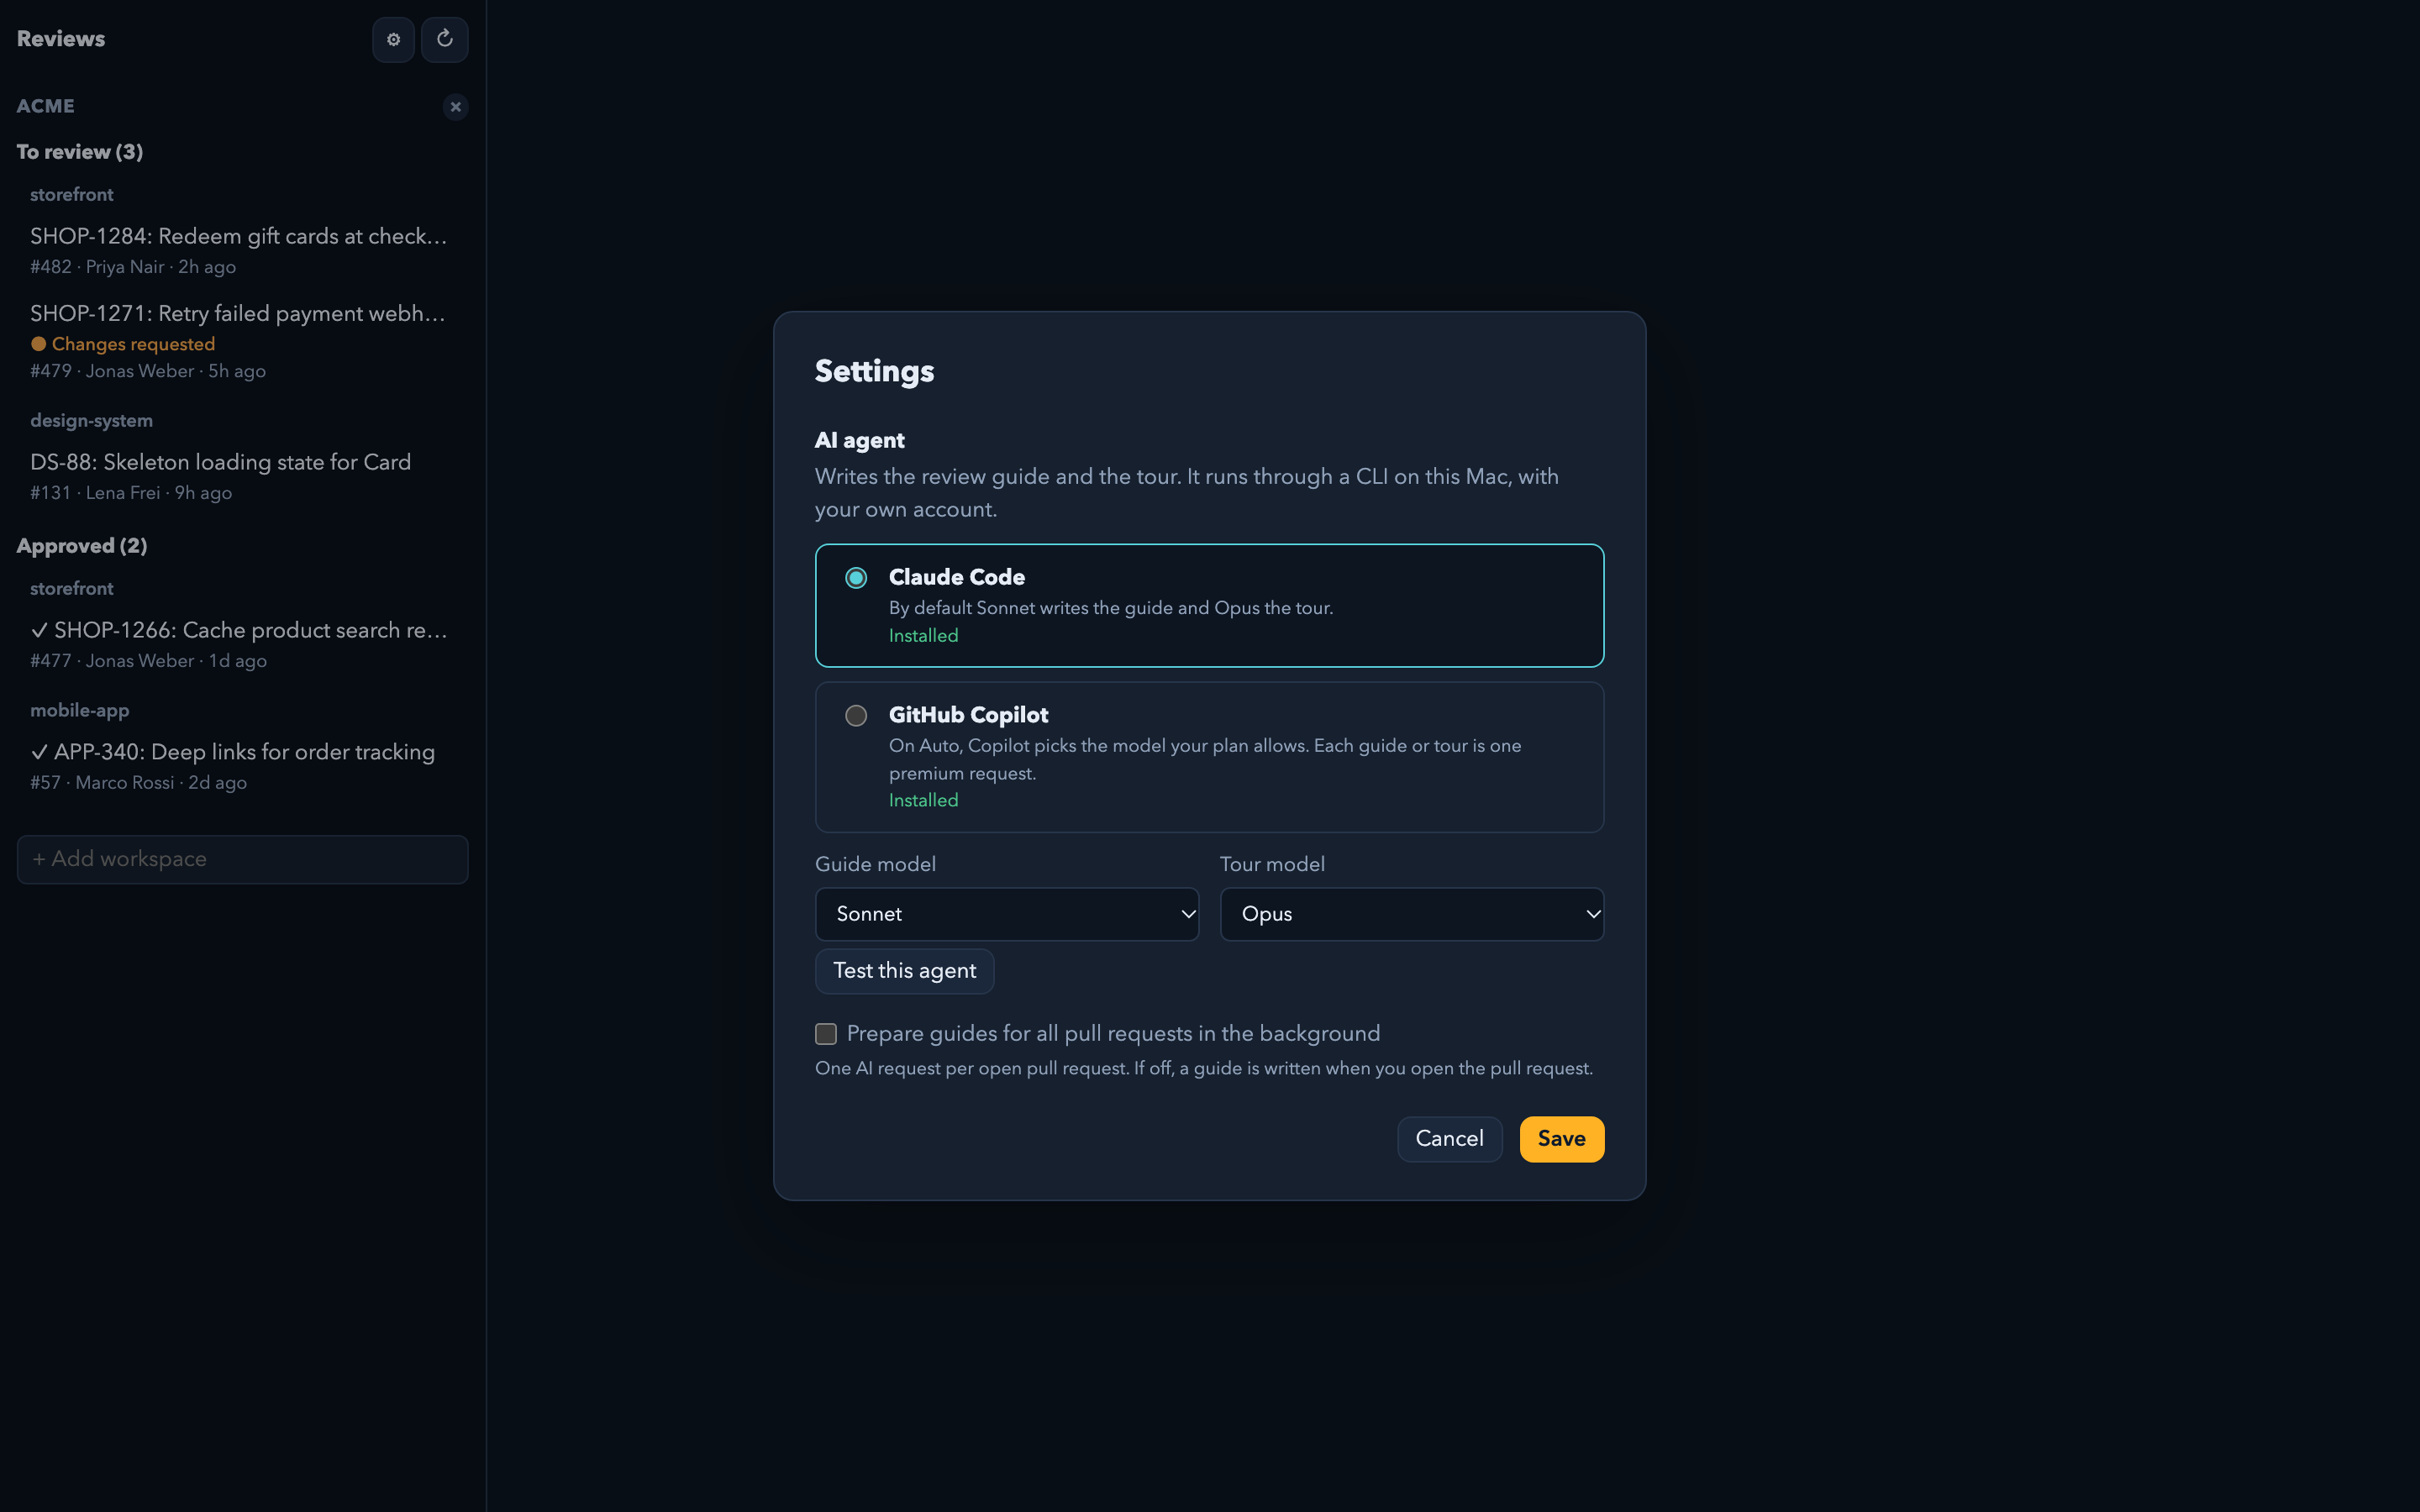 Reviews
ACME
To review (3)
storefront
SHOP-1284: Redeem gift cards at check…
#482 · Priya Nair · 2h ago
SHOP-1271: Retry failed payment webh…
Changes requested
#479 · Jonas Weber · 5h ago
design-system
DS-88: Skeleton loading state for Card
#131 · Lena Frei · 9h ago
Approved (2)
storefront
✓ SHOP-1266: Cache product search re…
#477 · Jonas Weber · 1d ago
mobile-app
✓ APP-340: Deep links for order tracking
#57 · Marco Rossi · 2d ago
+ Add workspace
Settings
AI agent
Writes the review guide and the tour. It runs through a CLI on this Mac, with
your own account.
Claude Code
By default Sonnet writes the guide and Opus the tour.
Installed
GitHub Copilot
On Auto, Copilot picks the model your plan allows. Each guide or tour is one
premium request.
Installed
Guide model
Tour model
Sonnet
Opus
Test this agent
Prepare guides for all pull requests in the background
One AI request per open pull request. If off, a guide is written when you open the pull request.
Cancel
Save